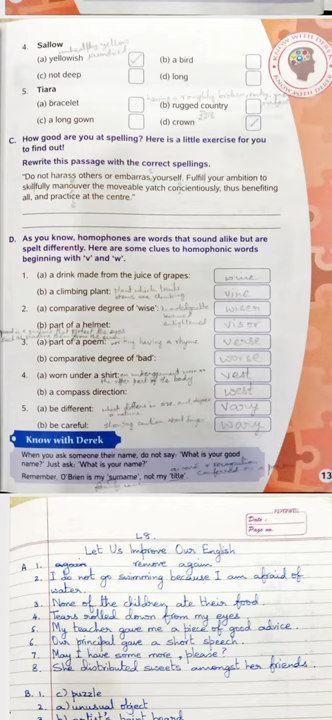 4. Sallow
unhealthy yellow
(a) yellowish
(b) a bird
(c) not deep
(d) long
5. Tiara
(a) bracelet
(b) rugged country
(c) a long gown
(d) crown
KNOW WITH DEREK
C. How good are you at spelling? Here is a little exercise for you
to find out!
Rewrite this passage with the correct spellings.
"Do not harass others or embarras yourself. Fulfill your ambition to
skillfully manouver the moveable yatch concientiously, thus benefiting
all, and practice at the centre."
D. As you know, homophones are words that sound alike but are
spelt differently. Here are some clues to homophonic words
beginning with 'v' and 'w'.
1. (a) a drink made from the juice of grapes: wine
(b) a climbing plant: vine
2. (a) comparative degree of 'wise': wiser
(b) part of a helmet: visor
3. (a) part of a poem: verse
(b) comparative degree of 'bad': worse
4. (a) worn under a shirt: vest
(b) a compass direction: west
5. (a) be different: vary
(b) be careful: wary
Know with Derek
When you ask someone their name, do not say: 'What is your good
name?' Just ask: 'What is your name?'
Remember, O'Brien is my 'surname', not my 'title'.
13
Date :
Page no.
L8.
Let Us Improve Our English
A 1. again remove again
2. I do not go swimming because I am afraid of
water.
3. None of the children ate their food.
4. Tears rolled down from my eyes
5. My teacher gave me a piece of good advice.
6. Our principal gave a short speech.
7. May I have some more, please?
8. She distributed sweets amongst her friends.
B. 1. c) puzzle
2. a) unusual object
3. b) artist's paint board